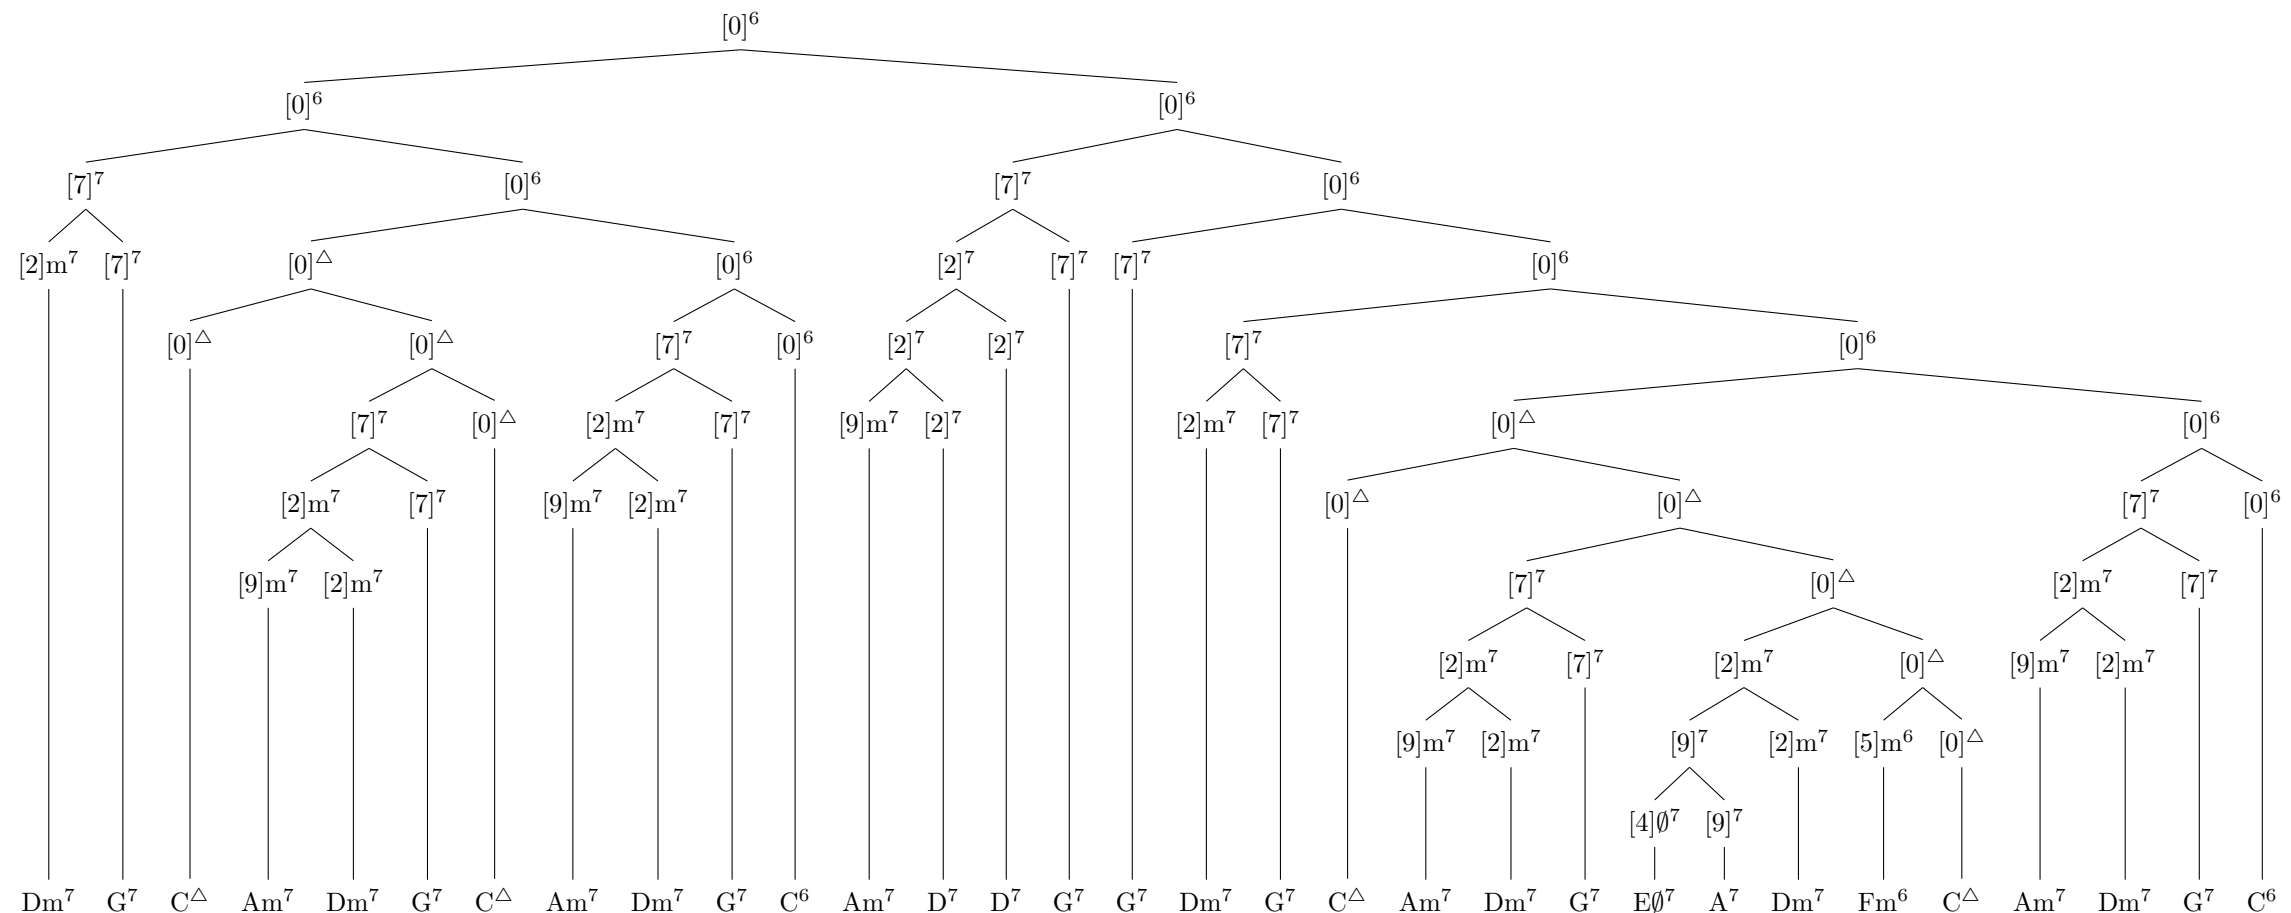 [0]⁶
[0]⁶ [0]⁶
[7]⁷ [0]⁶ [7]⁷ [0]⁶
[2]m⁷ [7]⁷ [0]△ [0]⁶ [2]⁷ [7]⁷ [7]⁷ [0]⁶
[0]△ [0]△ [7]⁷ [0]⁶ [2]⁷ [2]⁷ [7]⁷ [0]⁶
[7]⁷ [0]△ [2]m⁷ [7]⁷ [9]m⁷ [2]⁷ [2]m⁷ [7]⁷ [0]△ [0]⁶
[2]m⁷ [7]⁷ [9]m⁷ [2]m⁷ [0]△ [0]△ [7]⁷ [0]⁶
[9]m⁷ [2]m⁷ [7]⁷ [0]△ [2]m⁷ [7]⁷
[2]m⁷ [7]⁷ [2]m⁷ [0]△ [9]m⁷ [2]m⁷
[9]m⁷ [2]m⁷ [9]⁷ [2]m⁷ [5]m⁶ [0]△
[4]∅⁷ [9]⁷
Dm⁷ G⁷ C△ Am⁷ Dm⁷ G⁷ C△ Am⁷ Dm⁷ G⁷ C⁶ Am⁷ D⁷ D⁷ G⁷ G⁷ Dm⁷ G⁷ C△ Am⁷ Dm⁷ G⁷ E∅⁷ A⁷ Dm⁷ Fm⁶ C△ Am⁷ Dm⁷ G⁷ C⁶